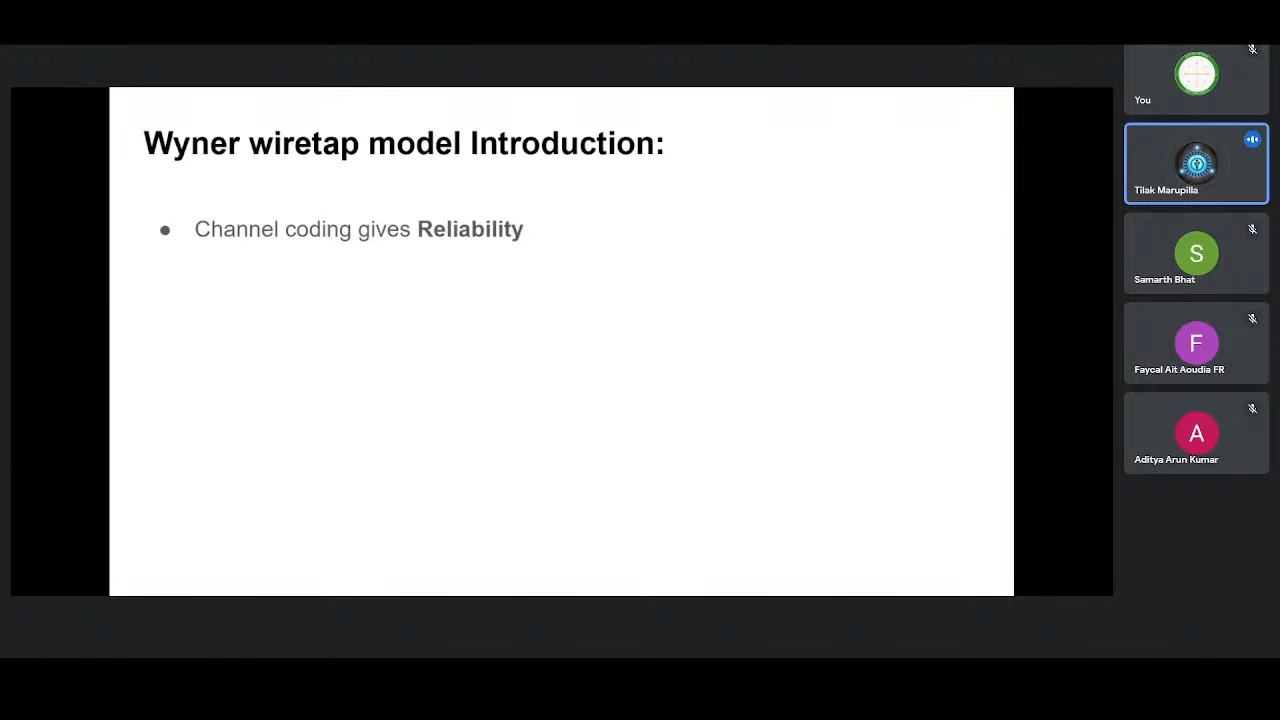 Wyner wiretap model Introduction:
● Channel coding gives Reliability
You
Tilak Marupilla
S
Samarth Bhat
F
Faycal Ait Aoudia FR
A
Aditya Arun Kumar